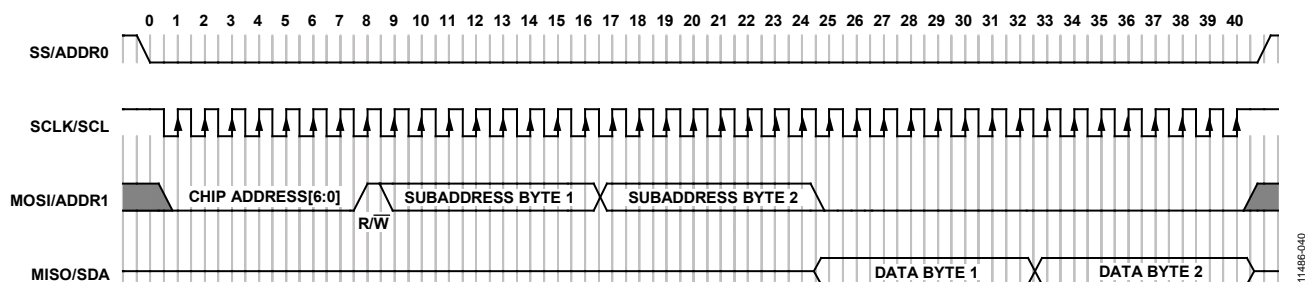 0 1 2 3 4 5 6 7 8 9 10 11 12 13 14 15 16 17 18 19 20 21 22 23 24 25 26 27 28 29 30 31 32 33 34 35 36 37 38 39 40
SS/ADDR0
SCLK/SCL
MOSI/ADDR1 CHIP ADDRESS[6:0] SUBADDRESS BYTE 1 SUBADDRESS BYTE 2
R/W̅
MISO/SDA DATA BYTE 1 DATA BYTE 2
11486-040